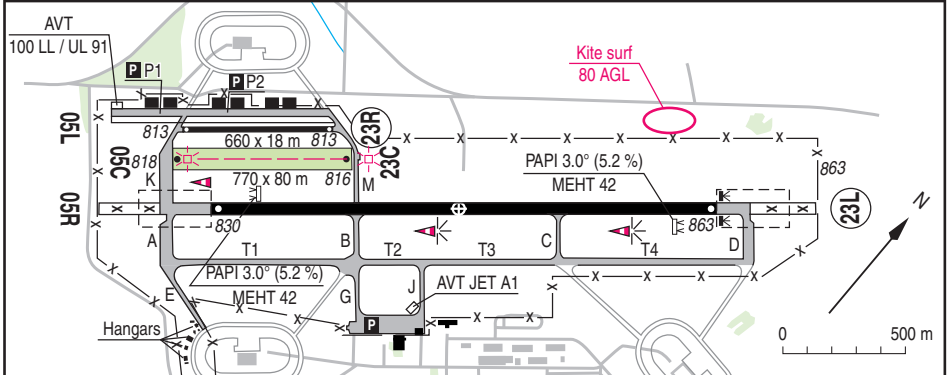 AVT
100 LL / UL 91
P P1
P P2
Kite surf
80 AGL
05L
813
660 x 18 m
813
23R
05C
818
770 x 80 m
816
23C
PAPI 3.0° (5.2 %)
MEHT 42
863
K
M
05R
830
863
23L
N
A
T1
B
T2
T3
C
T4
D
PAPI 3.0° (5.2 %)
MEHT 42
E
G
J
AVT JET A1
P
Hangars
0
500 m